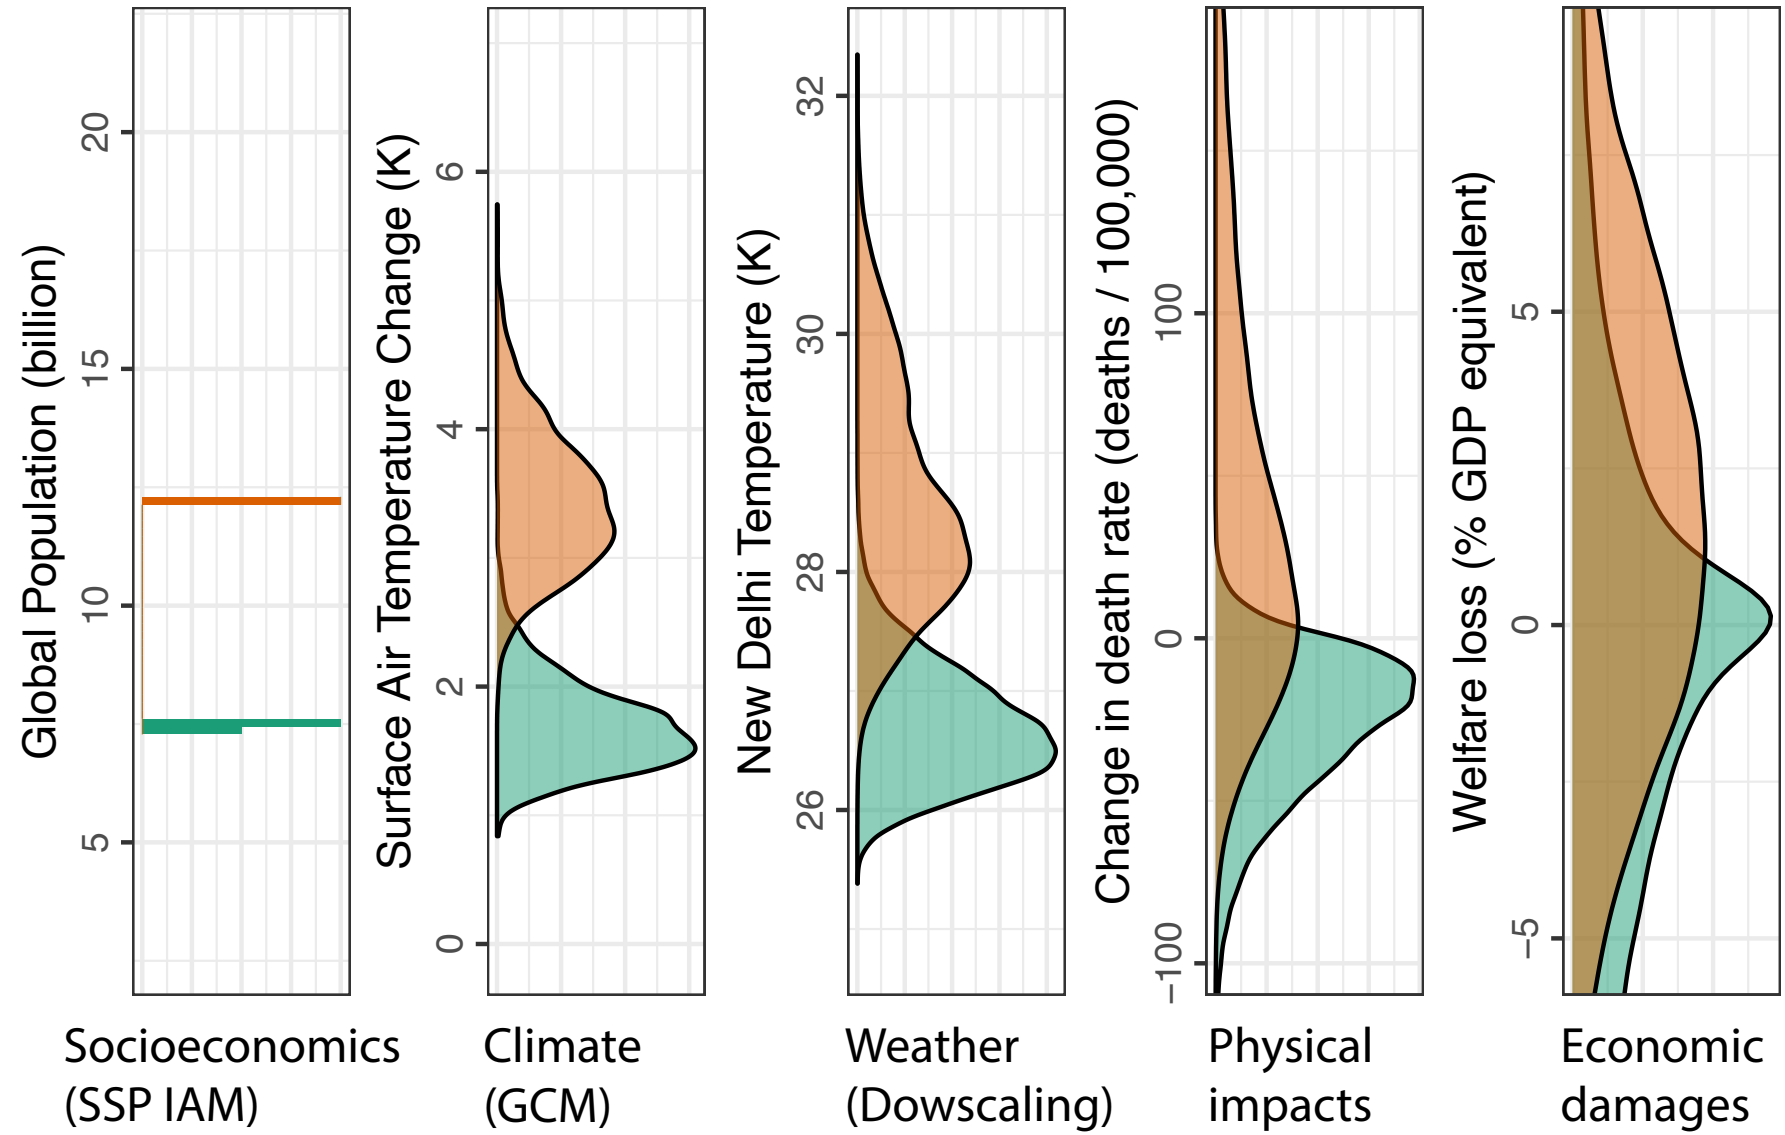 Global Population (billion)
20
15
10
5
Surface Air Temperature Change (K)
6
4
2
0
New Delhi Temperature (K)
32
30
28
26
Change in death rate (deaths / 100,000)
100
0
−100
Welfare loss (% GDP equivalent)
5
0
−5
Socioeconomics
(SSP IAM)
Climate
(GCM)
Weather
(Dowscaling)
Physical
impacts
Economic
damages